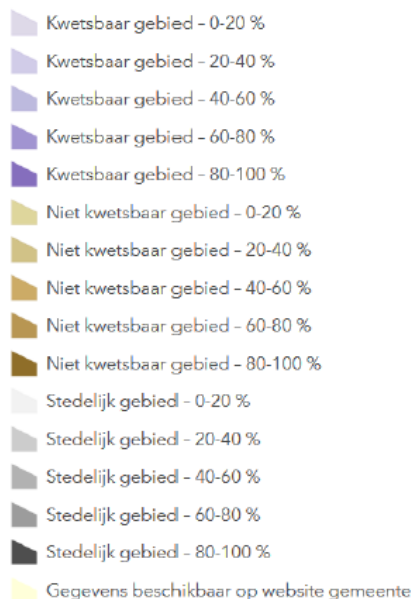 Kwetsbaar gebied - 0-20 %
Kwetsbaar gebied - 20-40 %
Kwetsbaar gebied - 40-60 %
Kwetsbaar gebied - 60-80 %
Kwetsbaar gebied - 80-100 %
Niet kwetsbaar gebied - 0-20 %
Niet kwetsbaar gebied - 20-40 %
Niet kwetsbaar gebied - 40-60 %
Niet kwetsbaar gebied - 60-80 %
Niet kwetsbaar gebied - 80-100 %
Stedelijk gebied - 0-20 %
Stedelijk gebied - 20-40 %
Stedelijk gebied - 40-60 %
Stedelijk gebied - 60-80 %
Stedelijk gebied - 80-100 %
Gegevens beschikbaar op website gemeente